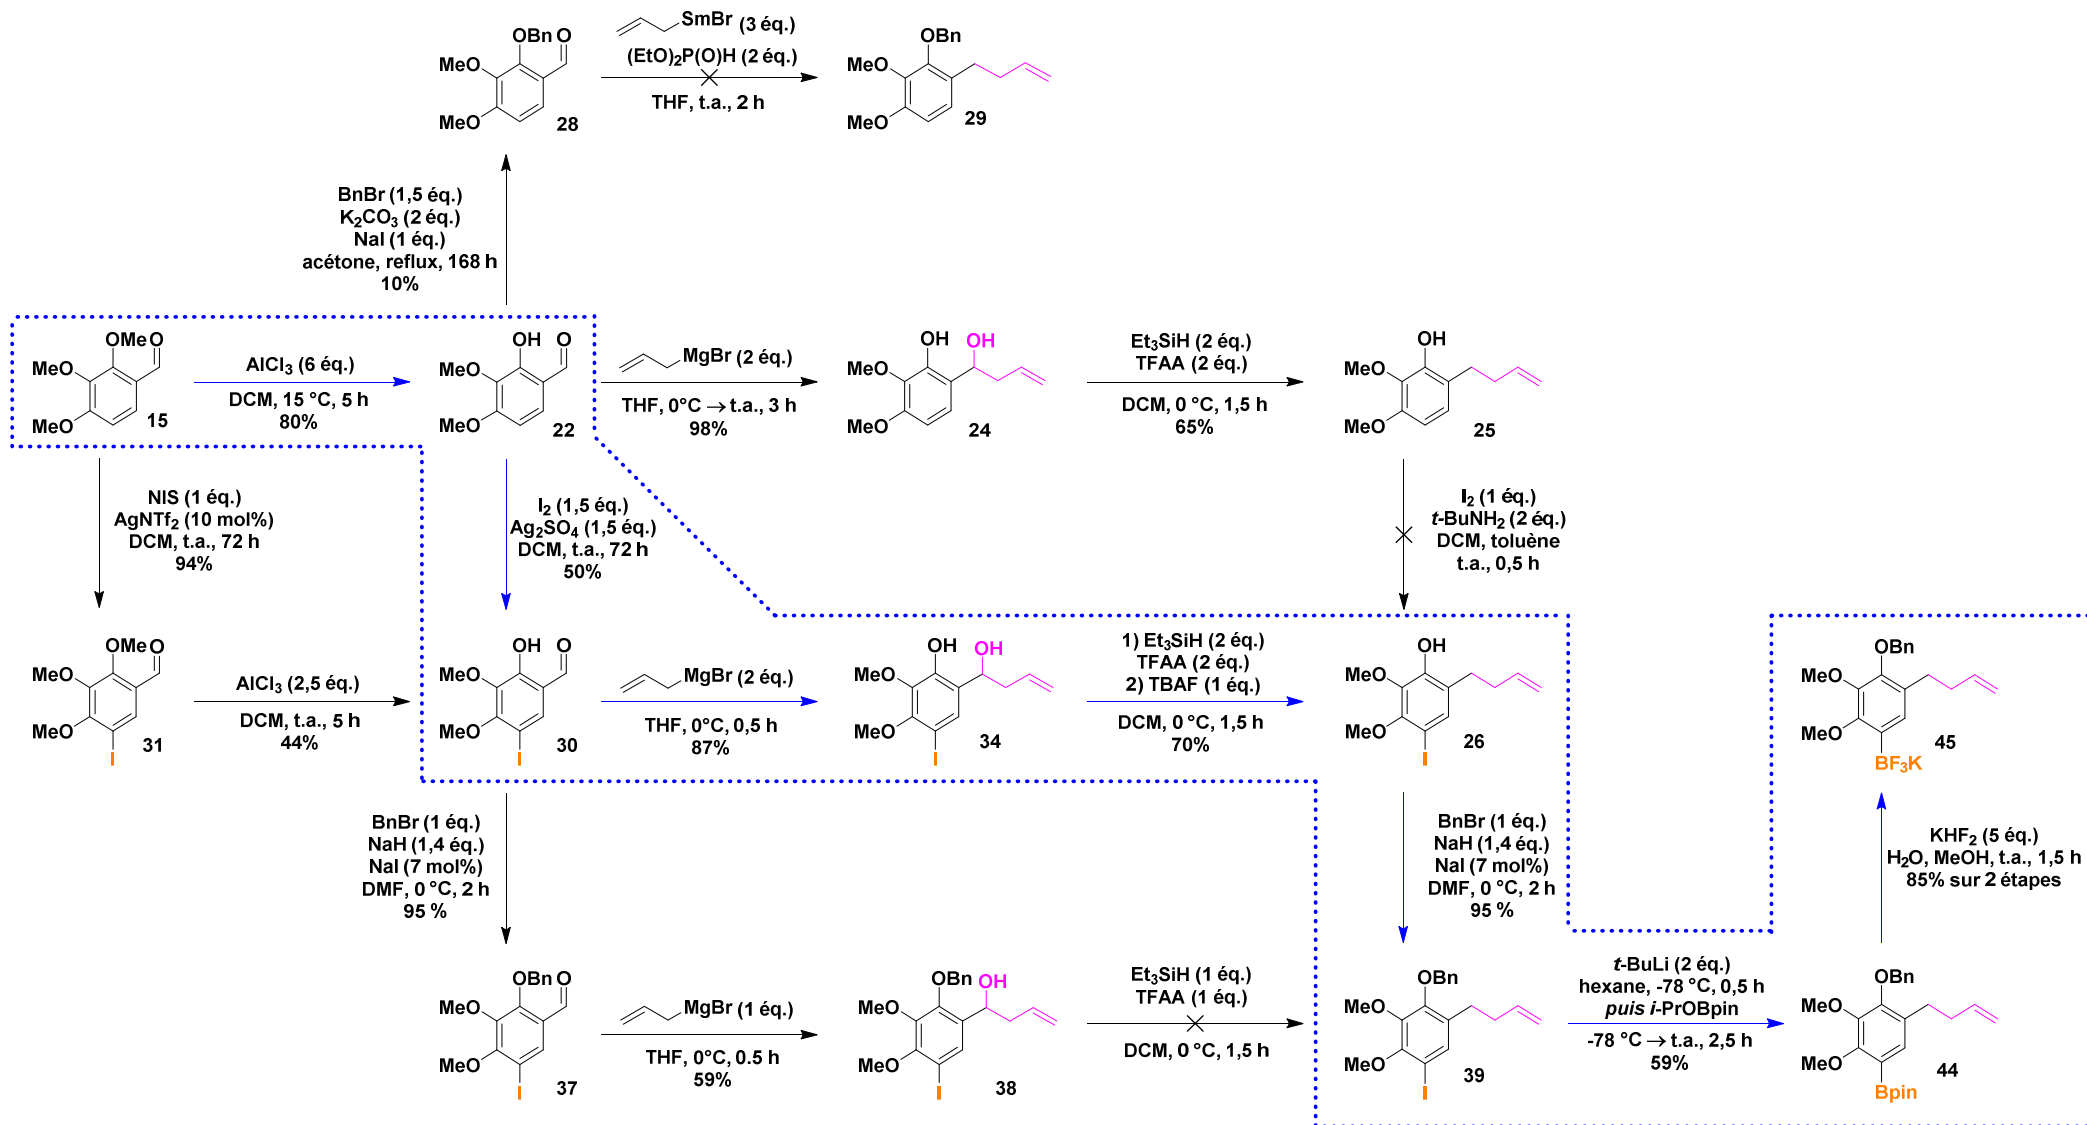 OBn O
MeO
MeO
28
SmBr (3 éq.)
(EtO)2P(O)H (2 éq.)
THF, t.a., 2 h
OBn
MeO
MeO
29
BnBr (1,5 éq.)
K2CO3 (2 éq.)
NaI (1 éq.)
acétone, reflux, 168 h
10%
OMe O
MeO
MeO
15
AlCl3 (6 éq.)
DCM, 15 °C, 5 h
80%
OH O
MeO
MeO
22
MgBr (2 éq.)
THF, 0°C → t.a., 3 h
98%
OH OH
MeO
MeO
24
Et3SiH (2 éq.)
TFAA (2 éq.)
DCM, 0 °C, 1,5 h
65%
OH
MeO
MeO
25
NIS (1 éq.)
AgNTf2 (10 mol%)
DCM, t.a., 72 h
94%
I2 (1,5 éq.)
Ag2SO4 (1,5 éq.)
DCM, t.a., 72 h
50%
I2 (1 éq.)
t-BuNH2 (2 éq.)
DCM, toluène
t.a., 0,5 h
OMe O
MeO
MeO
I
31
AlCl3 (2,5 éq.)
DCM, t.a., 5 h
44%
OH O
MeO
MeO
I
30
MgBr (2 éq.)
THF, 0°C, 0,5 h
87%
OH OH
MeO
MeO
I
34
1) Et3SiH (2 éq.)
TFAA (2 éq.)
2) TBAF (1 éq.)
DCM, 0 °C, 1,5 h
70%
OH
MeO
MeO
I
26
OBn
MeO
MeO
BF3K
45
BnBr (1 éq.)
NaH (1,4 éq.)
NaI (7 mol%)
DMF, 0 °C, 2 h
95 %
BnBr (1 éq.)
NaH (1,4 éq.)
NaI (7 mol%)
DMF, 0 °C, 2 h
95 %
KHF2 (5 éq.)
H2O, MeOH, t.a., 1,5 h
85% sur 2 étapes
OBn O
MeO
MeO
I
37
MgBr (1 éq.)
THF, 0°C, 0.5 h
59%
OBn OH
MeO
MeO
I
38
Et3SiH (1 éq.)
TFAA (1 éq.)
DCM, 0 °C, 1,5 h
OBn
MeO
MeO
I
39
t-BuLi (2 éq.)
hexane, -78 °C, 0,5 h
puis i-PrOBpin
-78 °C → t.a., 2,5 h
59%
OBn
MeO
MeO
Bpin
44